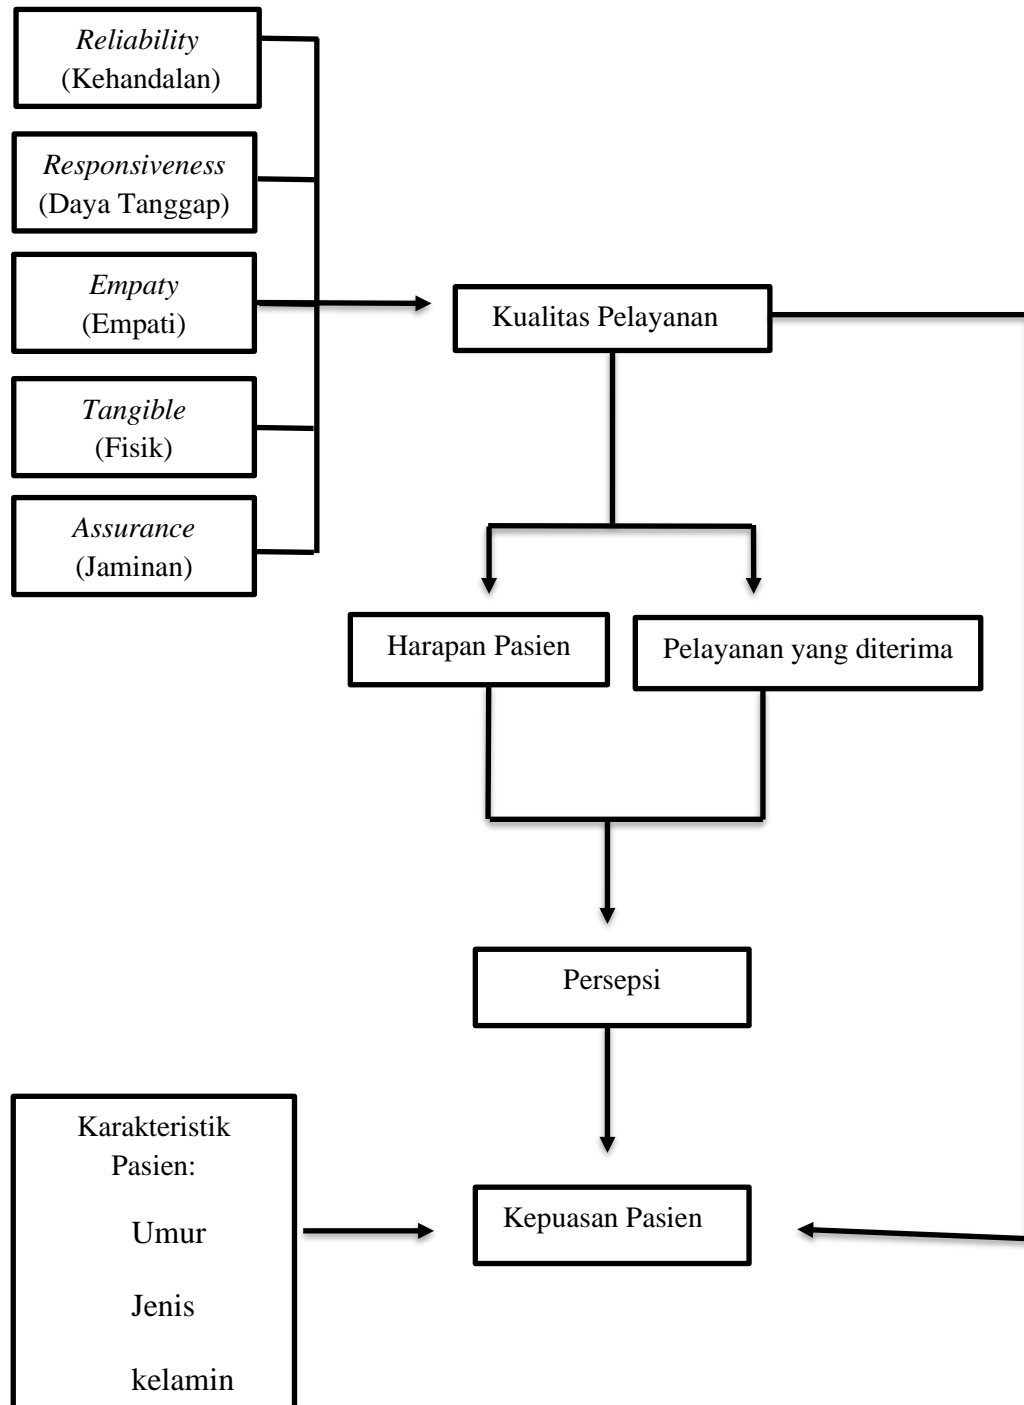 Reliability
(Kehandalan)
Responsiveness
(Daya Tanggap)
Empaty
(Empati)
Tangible
(Fisik)
Assurance
(Jaminan)
Kualitas Pelayanan
Harapan Pasien
Pelayanan yang diterima
Persepsi
Kepuasan Pasien
Karakteristik
Pasien:
Umur
Jenis
kelamin